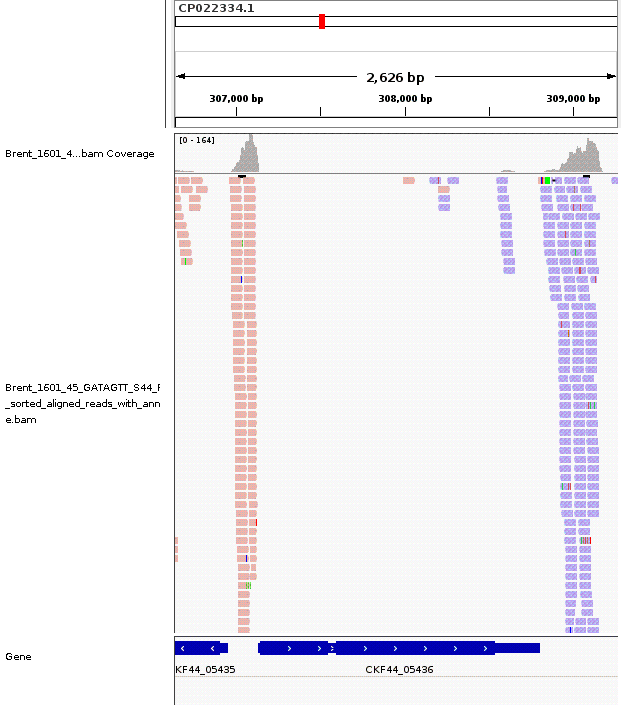 CP022334.1
2,626 bp
307,000 bp 308,000 bp 309,000 bp
[0 - 164]
Brent_1601_4...bam Coverage
Brent_1601_45_GATAGTT_S44_F
_sorted_aligned_reads_with_ann
e.bam
Gene
KF44_05435 CKF44_05436